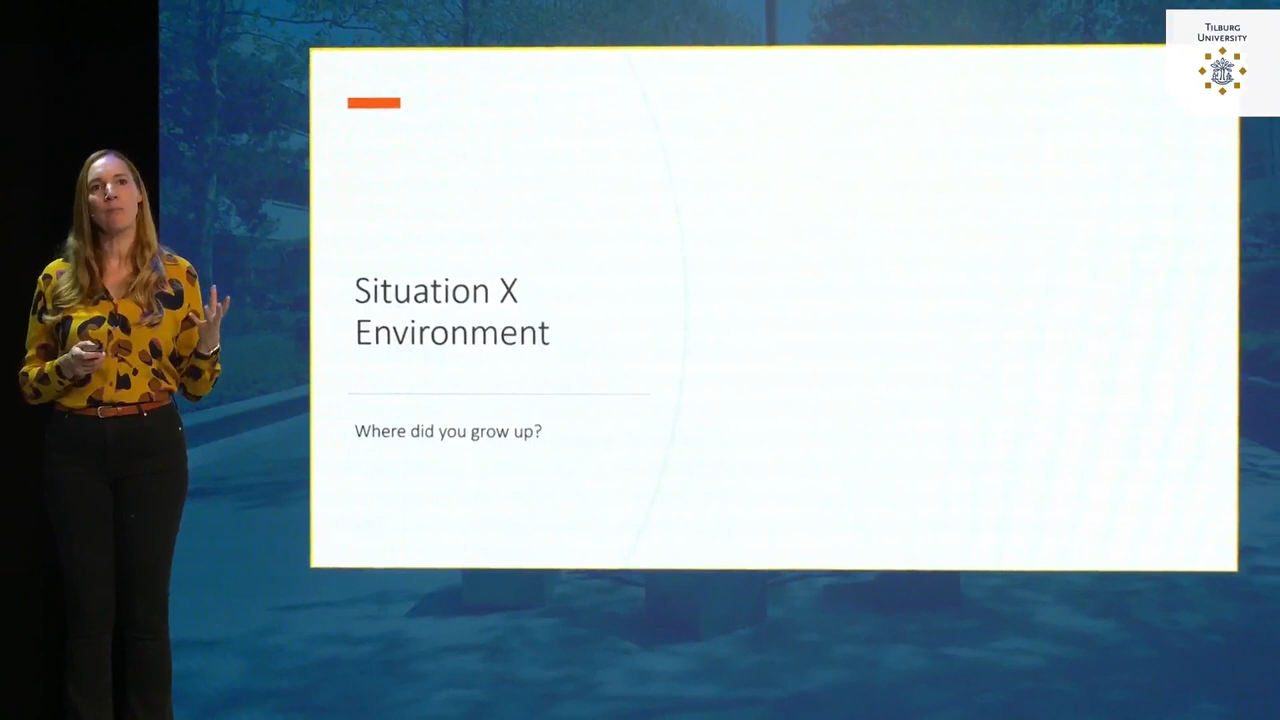 Tilburg
University
Situation X
Environment
Where did you grow up?